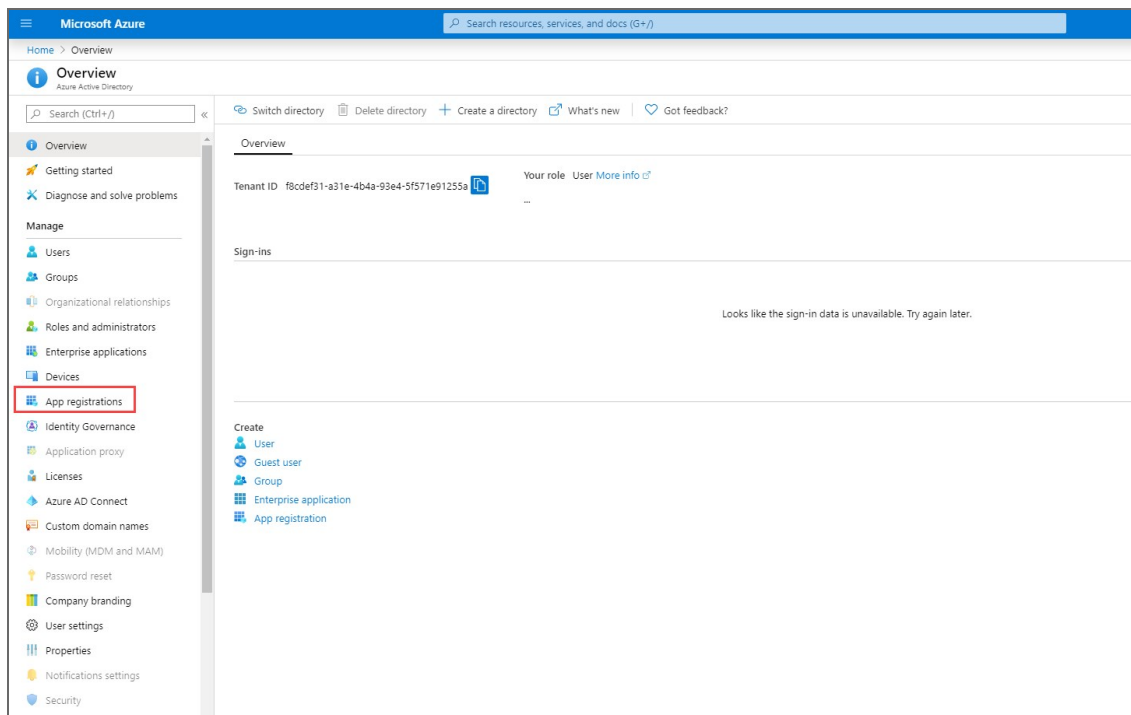 Microsoft Azure
Search resources, services, and docs (G+/)
Home > Overview
Overview
Azure Active Directory
Search (Ctrl+/)
«
Switch directory
Delete directory
Create a directory
What's new
Got feedback?
Overview
Getting started
Diagnose and solve problems
Manage
Users
Groups
Organizational relationships
Roles and administrators
Enterprise applications
Devices
App registrations
Identity Governance
Application proxy
Licenses
Azure AD Connect
Custom domain names
Mobility (MDM and MAM)
Password reset
Company branding
User settings
Properties
Notifications settings
Security
Overview
Tenant ID f8cdef31-a31e-4b4a-93e4-5f571e91255a
Your role User More info
...
Sign-ins
Looks like the sign-in data is unavailable. Try again later.
Create
User
Guest user
Group
Enterprise application
App registration